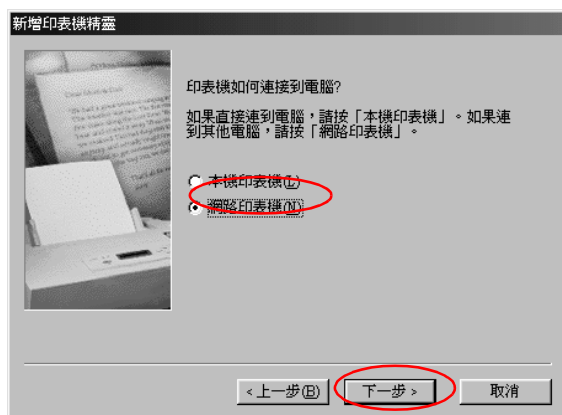 新增印表機精靈
印表機如何連接到電腦?
如果直接連到電腦，請按「本機印表機」。如果連
到其他電腦，請按「網路印表機」。
本機印表機(L)
網路印表機(N)
<上一步(B)
下一步>
取消